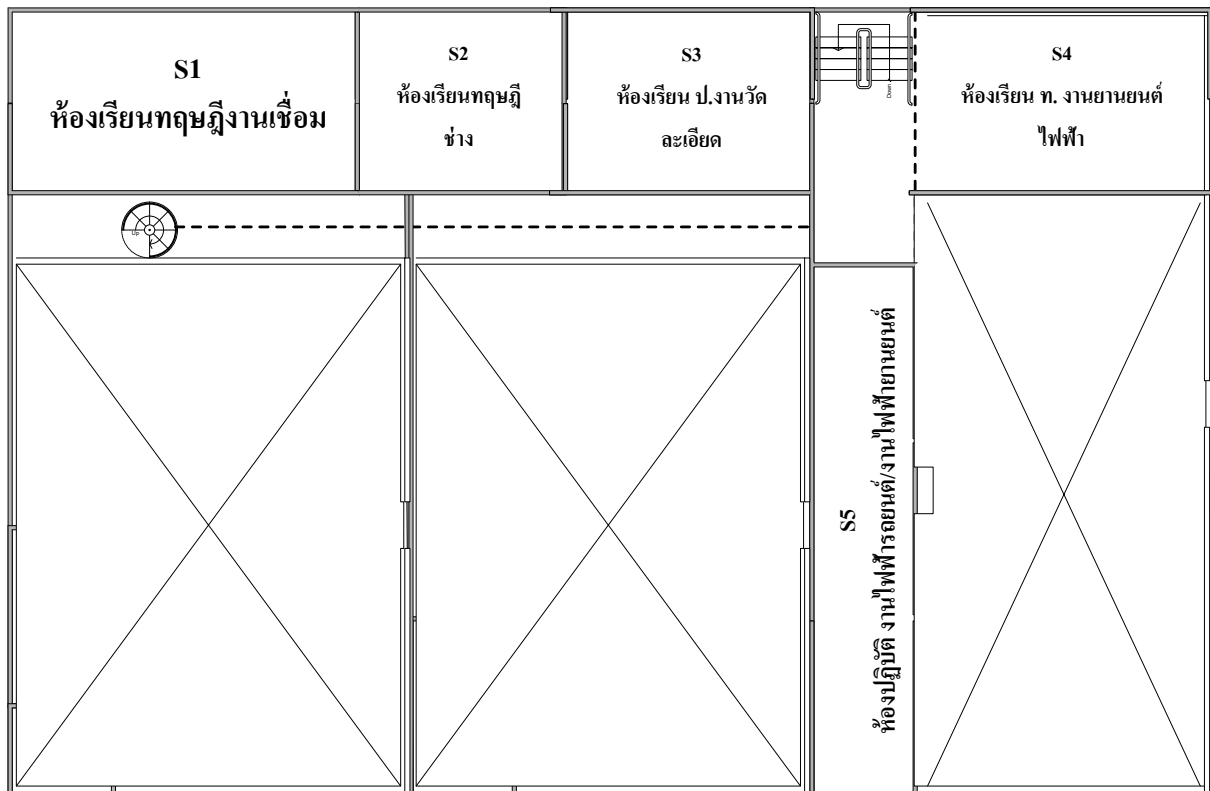 S1
ห้องเรียนทฤษฎีงานเชื่อม
S2
ห้องเรียนทฤษฎี
ช่าง
S3
ห้องเรียน ป.งานวัด
ละเอียด
Down
S4
ห้องเรียน ท. งานยานยนต์
ไฟฟ้า
Up
S5
ห้องปฏิบัติ งานไฟฟ้ารถยนต์/งานไฟฟ้ายานยนต์